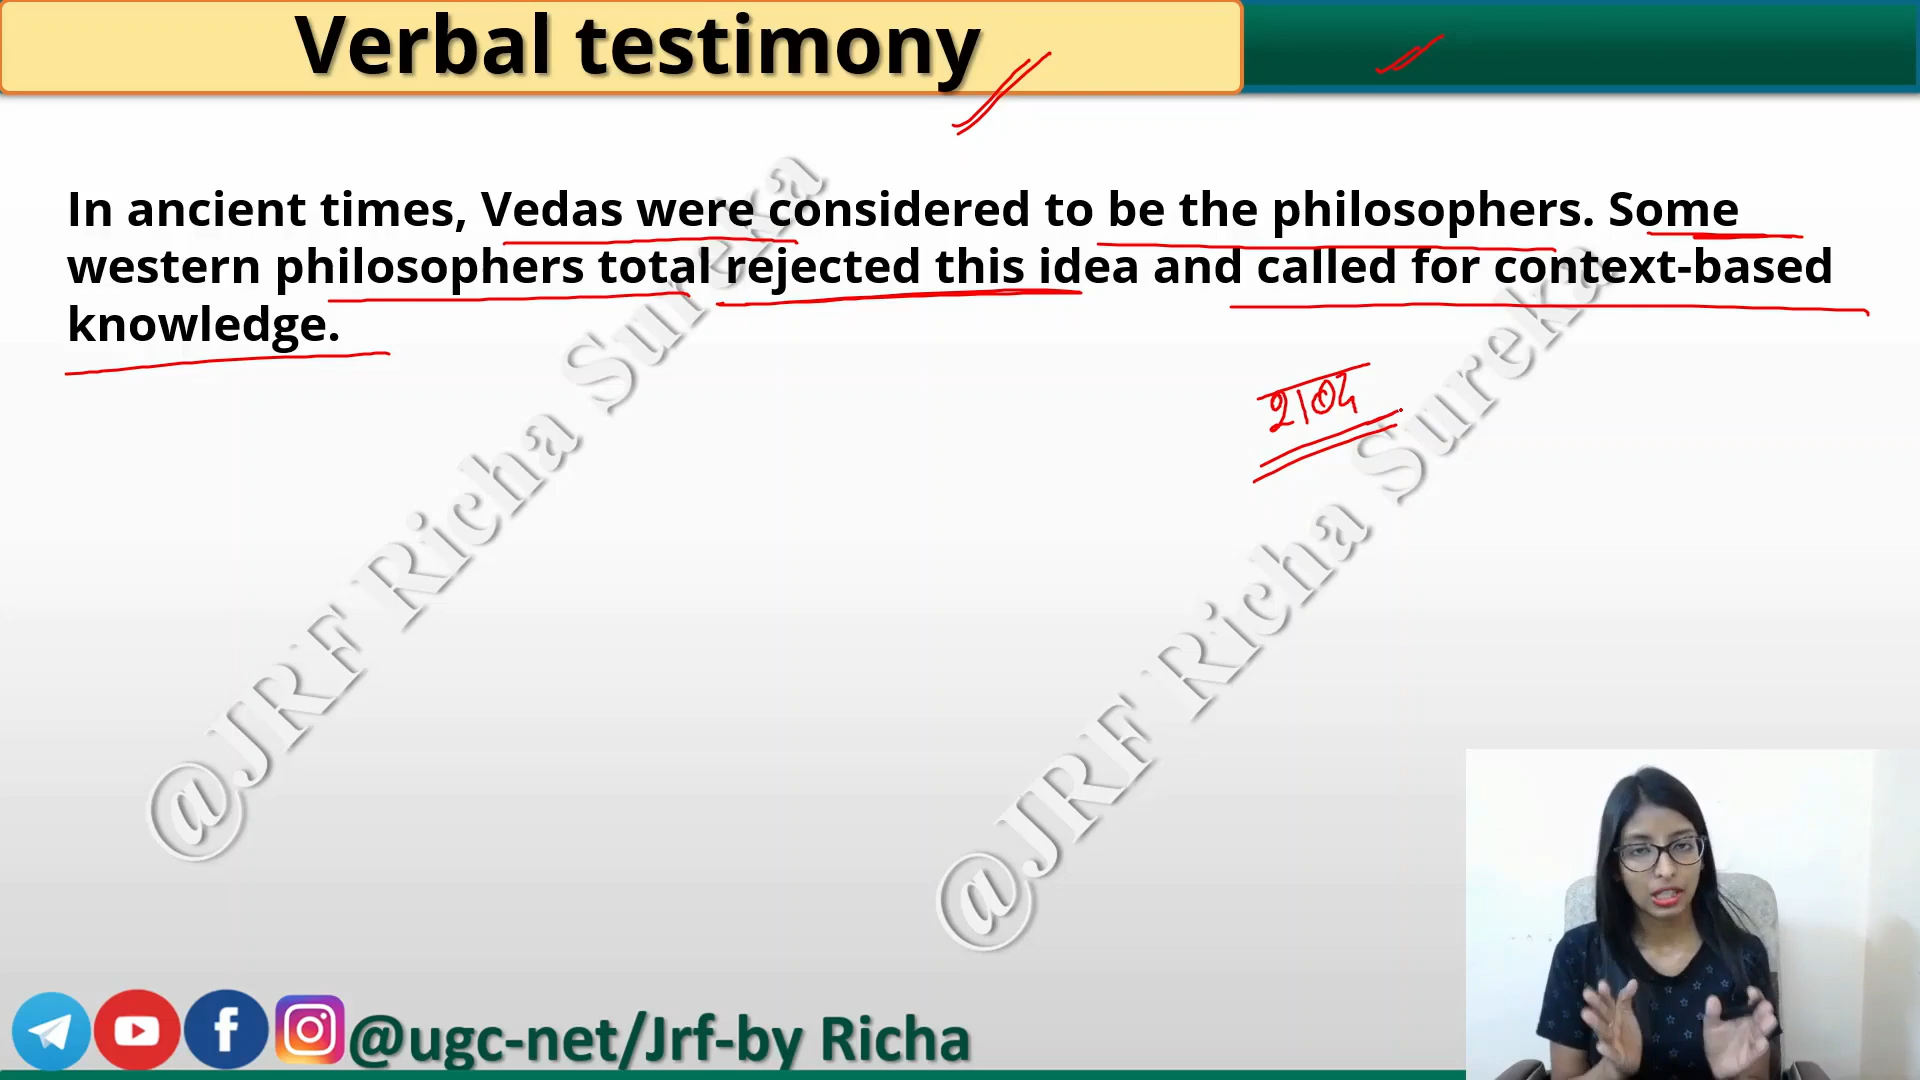 Verbal testimony
In ancient times, Vedas were considered to be the philosophers. Some
western philosophers total rejected this idea and called for context-based
knowledge.
शब्द
@JRF Richa Sureka
@JRF Richa Sureka
@ugc-net/Jrf-by Richa